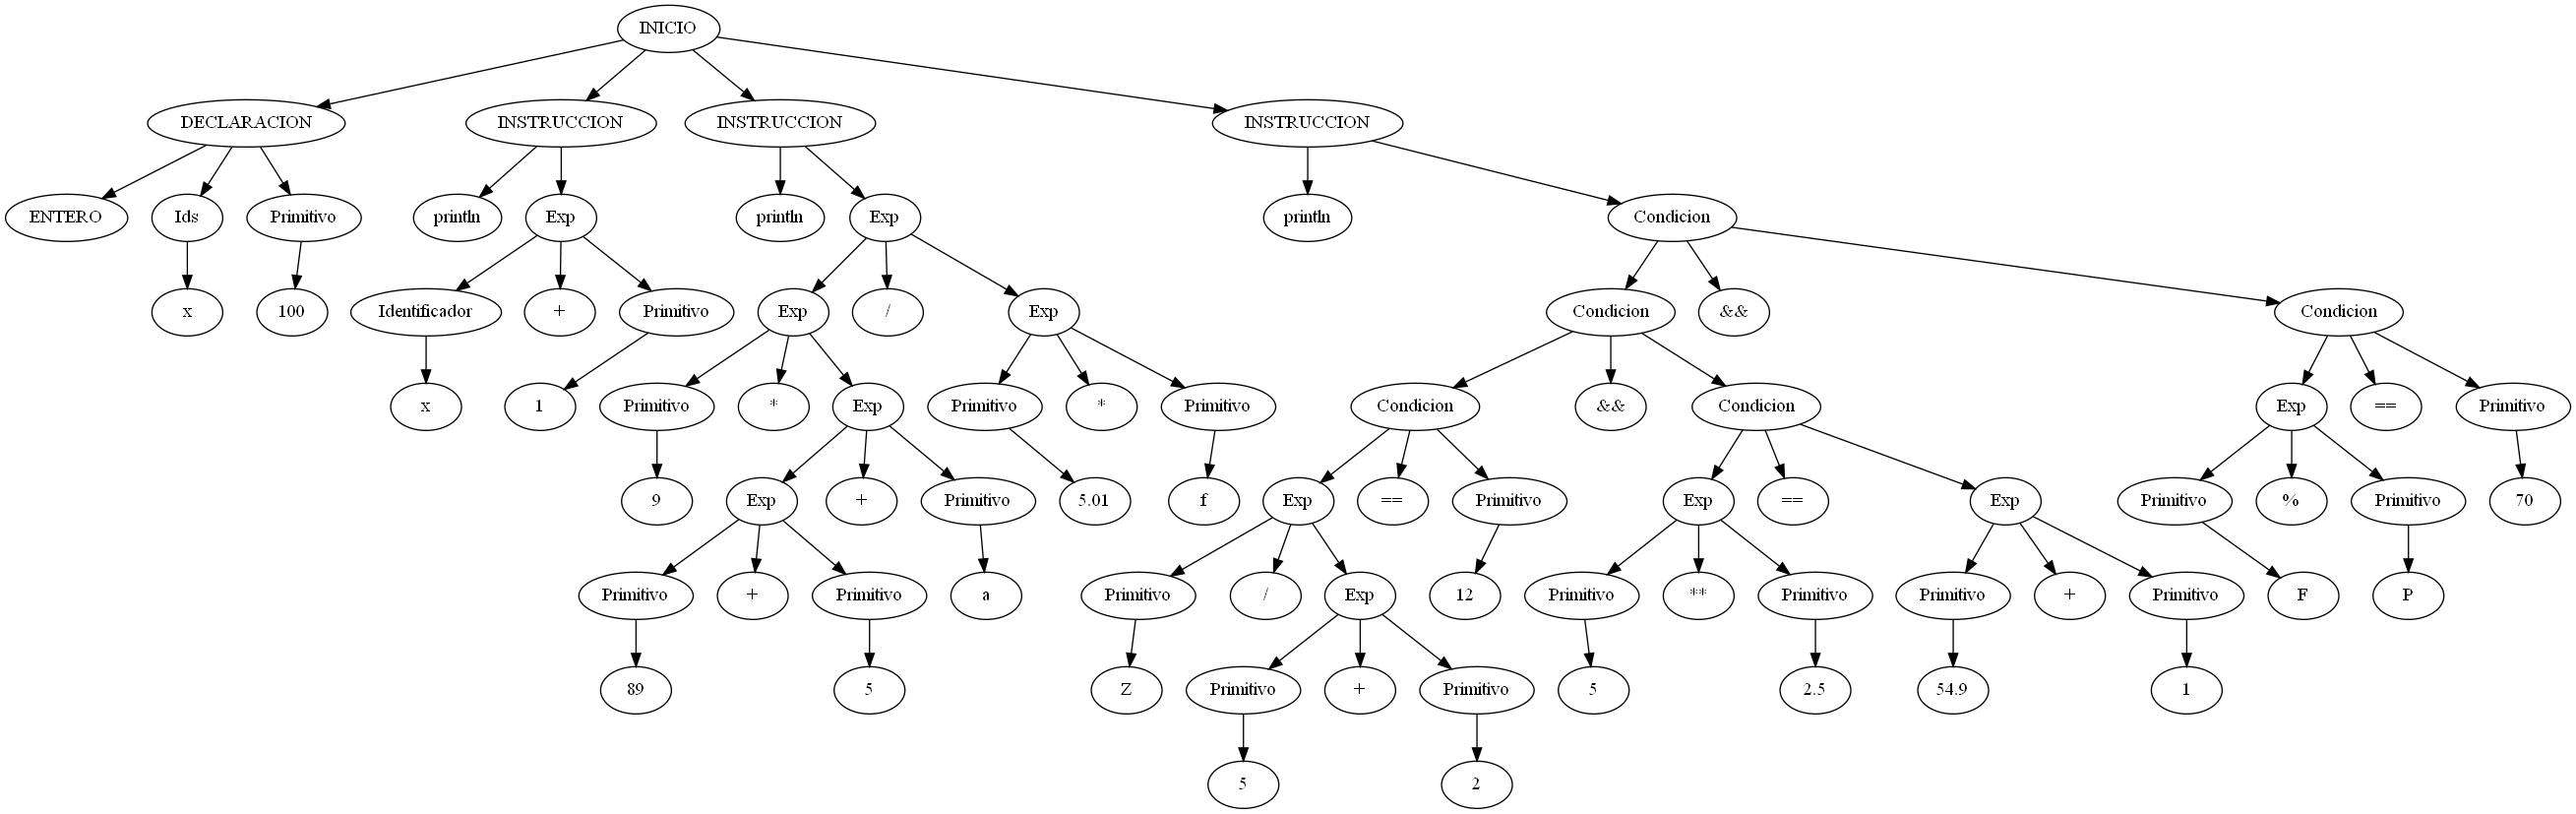 INICIO
DECLARACION INSTRUCCION INSTRUCCION INSTRUCCION
ENTERO Ids Primitivo println Exp println Exp println Condicion
x 100 Identificador + Primitivo Exp / Exp Condicion && Condicion
x 1 Primitivo * Exp Primitivo * Primitivo Condicion && Condicion Exp == Primitivo
9 Exp + Primitivo 5.01 f Exp == Primitivo Exp == Exp Primitivo % Primitivo 70
Primitivo + Primitivo a Primitivo / Exp 12 Primitivo ** Primitivo Primitivo + Primitivo F P
89 5 Z Primitivo + Primitivo 5 2.5 54.9 1
5 2